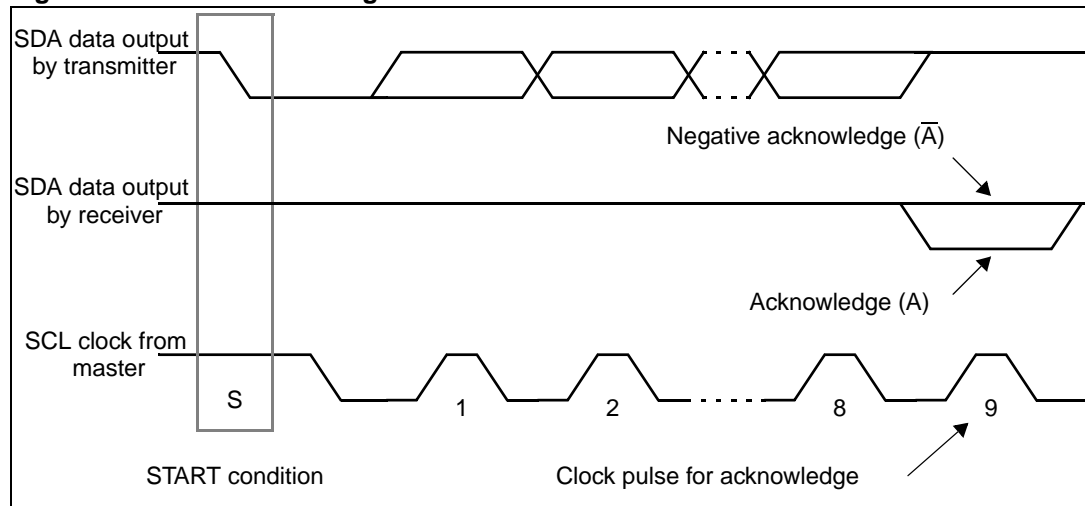 SDA data output
by transmitter
Negative acknowledge (A̅)
SDA data output
by receiver
Acknowledge (A)
SCL clock from
master
S
1
2
8
9
START condition
Clock pulse for acknowledge